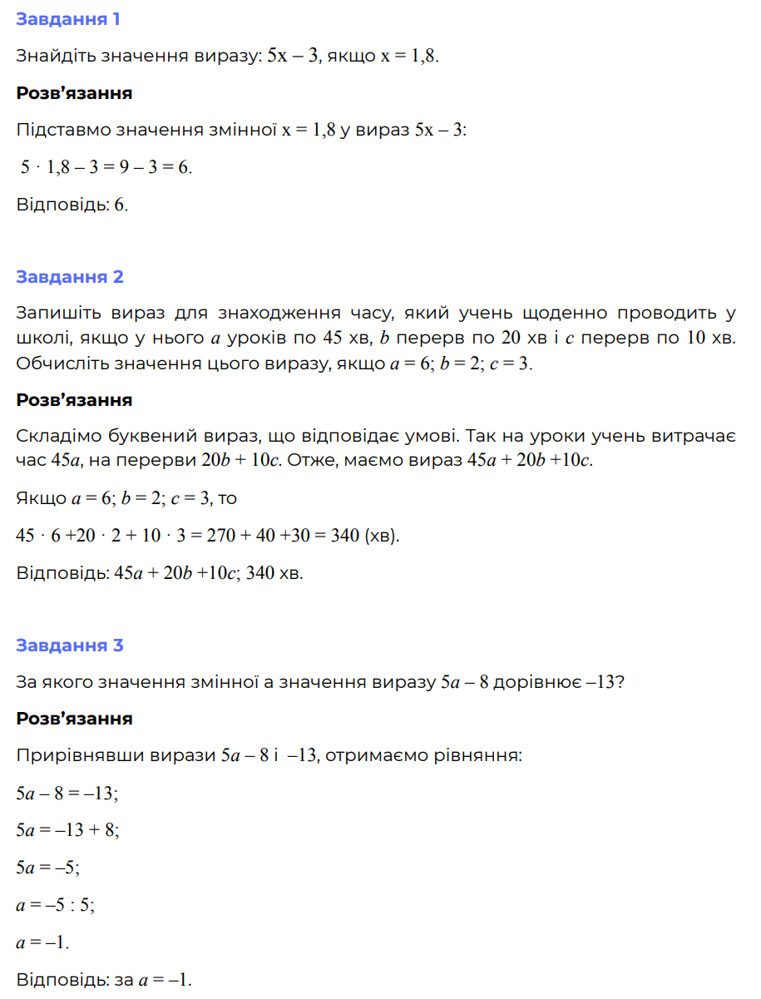 Завдання 1
Знайдіть значення виразу: 5x – 3, якщо x = 1,8.
Розв’язання
Підставмо значення змінної x = 1,8 у вираз 5x – 3:
5 · 1,8 – 3 = 9 – 3 = 6.
Відповідь: 6.
Завдання 2
Запишіть вираз для знаходження часу, який учень щоденно проводить у
школі, якщо у нього a уроків по 45 хв, b перерв по 20 хв і c перерв по 10 хв.
Обчисліть значення цього виразу, якщо a = 6; b = 2; c = 3.
Розв’язання
Складімо буквений вираз, що відповідає умові. Так на уроки учень витрачає
час 45a, на перерви 20b + 10c. Отже, маємо вираз 45a + 20b +10c.
Якщо a = 6; b = 2; c = 3, то
45 · 6 +20 · 2 + 10 · 3 = 270 + 40 +30 = 340 (хв).
Відповідь: 45a + 20b +10c; 340 хв.
Завдання 3
За якого значення змінної а значення виразу 5a – 8 дорівнює –13?
Розв’язання
Прирівнявши вирази 5a – 8 і –13, отримаємо рівняння:
5a – 8 = –13;
5a = –13 + 8;
5a = –5;
a = –5 : 5;
a = –1.
Відповідь: за a = –1.